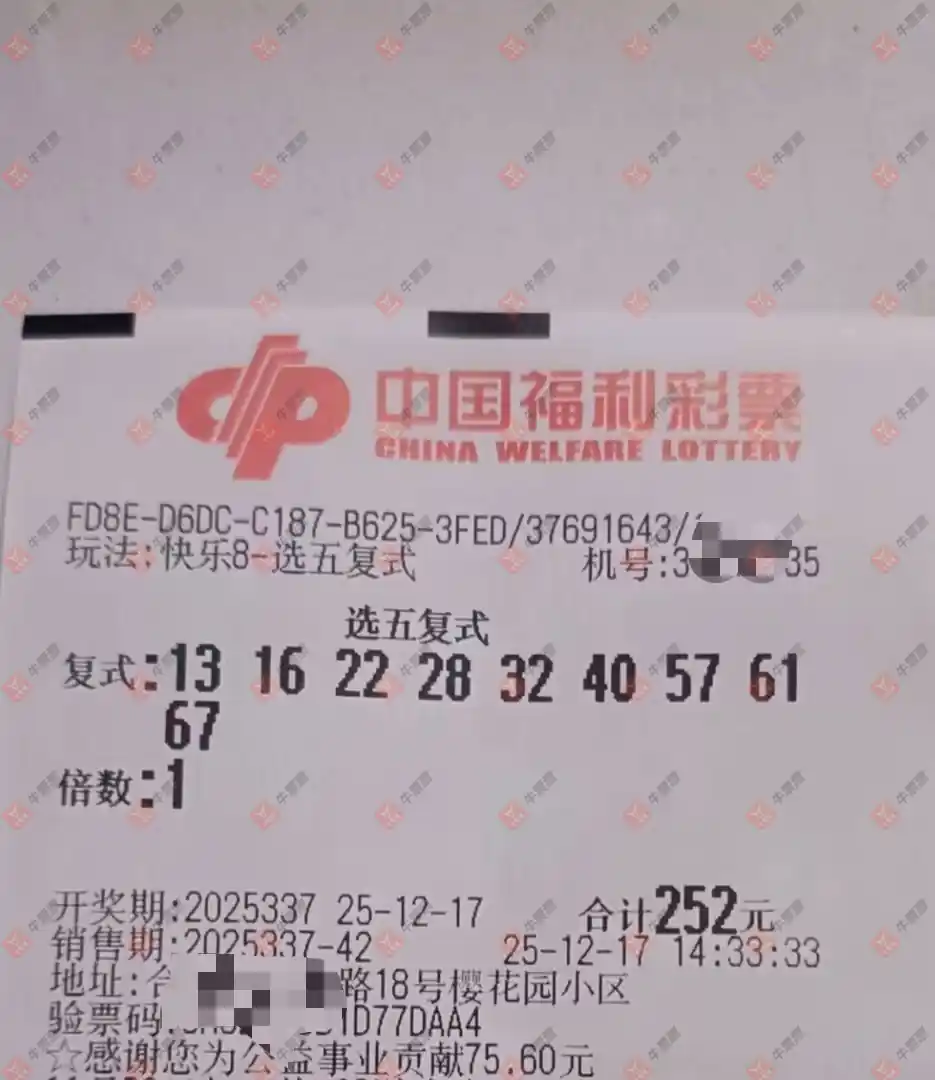 中国福利彩票
CHINA WELFARE LOTTERY
FD8E-D6DC-C187-B625-3FED/37691643/
玩法:快乐8-选五复式 机号:3 35
选五复式
复式:13 16 22 28 32 40 57 61
67
倍数:1
开奖期:2025337 25-12-17 合计252元
销售期:2025337-42 25-12-17 14:33:33
地址:合 路18号樱花园小区
验票码: 1D77DAA4
☆感谢您为公益事业贡献75.60元